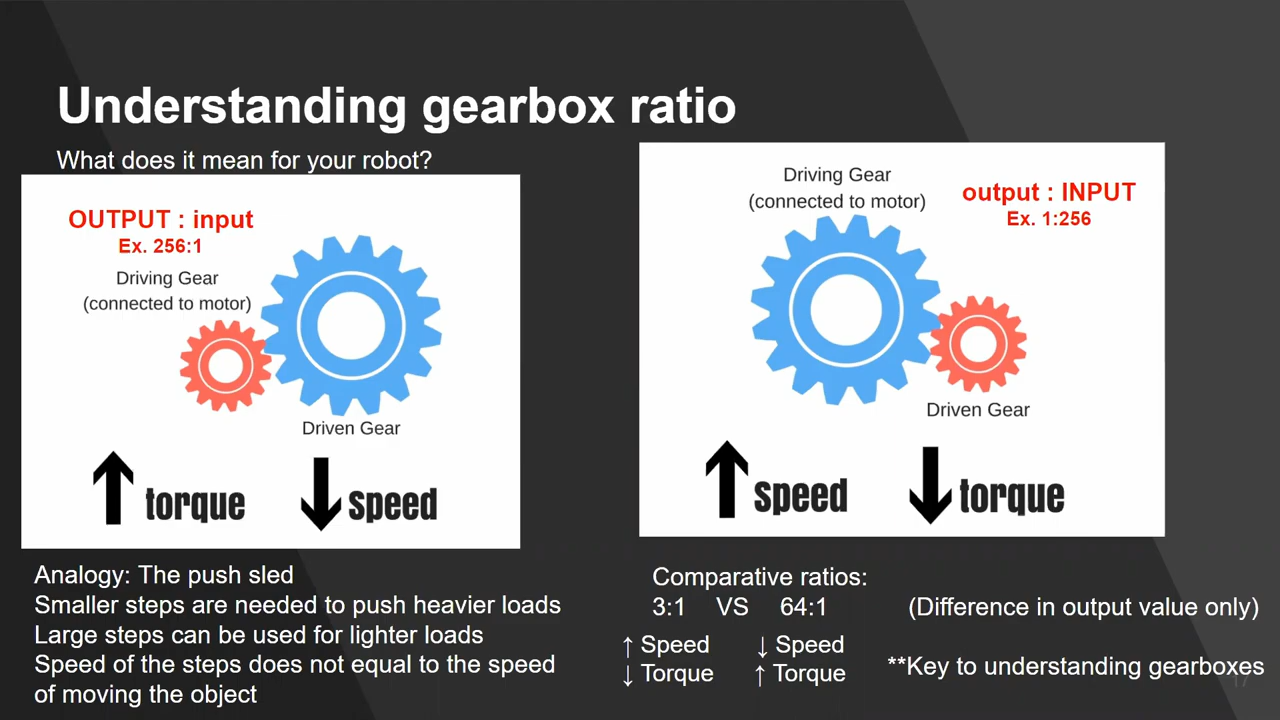 Understanding gearbox ratio
What does it mean for your robot?
OUTPUT : input
Ex. 256:1
Driving Gear
(connected to motor)
Driven Gear
↑ torque ↓ speed
Driving Gear
(connected to motor)
output : INPUT
Ex. 1:256
Driven Gear
↑ speed ↓ torque
Analogy: The push sled
Smaller steps are needed to push heavier loads
Large steps can be used for lighter loads
Speed of the steps does not equal to the speed
of moving the object
Comparative ratios:
3:1 VS 64:1 (Difference in output value only)
↑ Speed ↓ Speed
↓ Torque ↑ Torque
**Key to understanding gearboxes
17